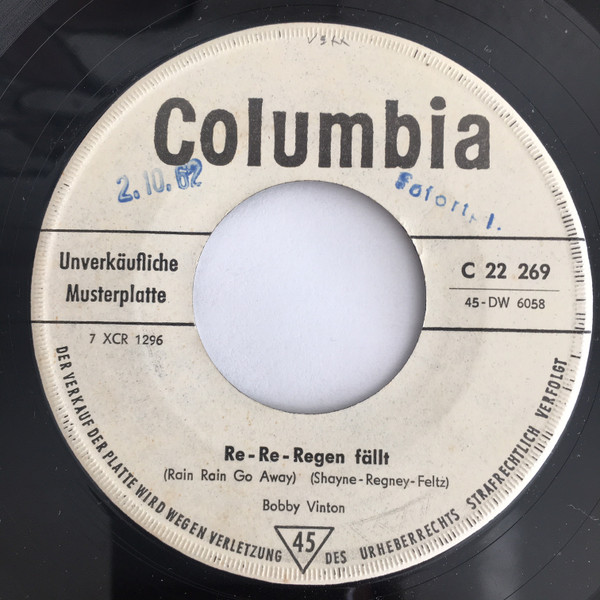 Columbia
2.10.62
Unverkäufliche
Musterplatte
C 22 269
45-DW 6058
7 XCR 1296
Re-Re-Regen fällt
(Rain Rain Go Away) (Shayne-Regney-Feltz)
Bobby Vinton
45
DER VERKAUF DER PLATTE WIRD WEGEN VERLETZUNG DES URHEBERRECHTS STRAFRECHTLICH VERFOLGT